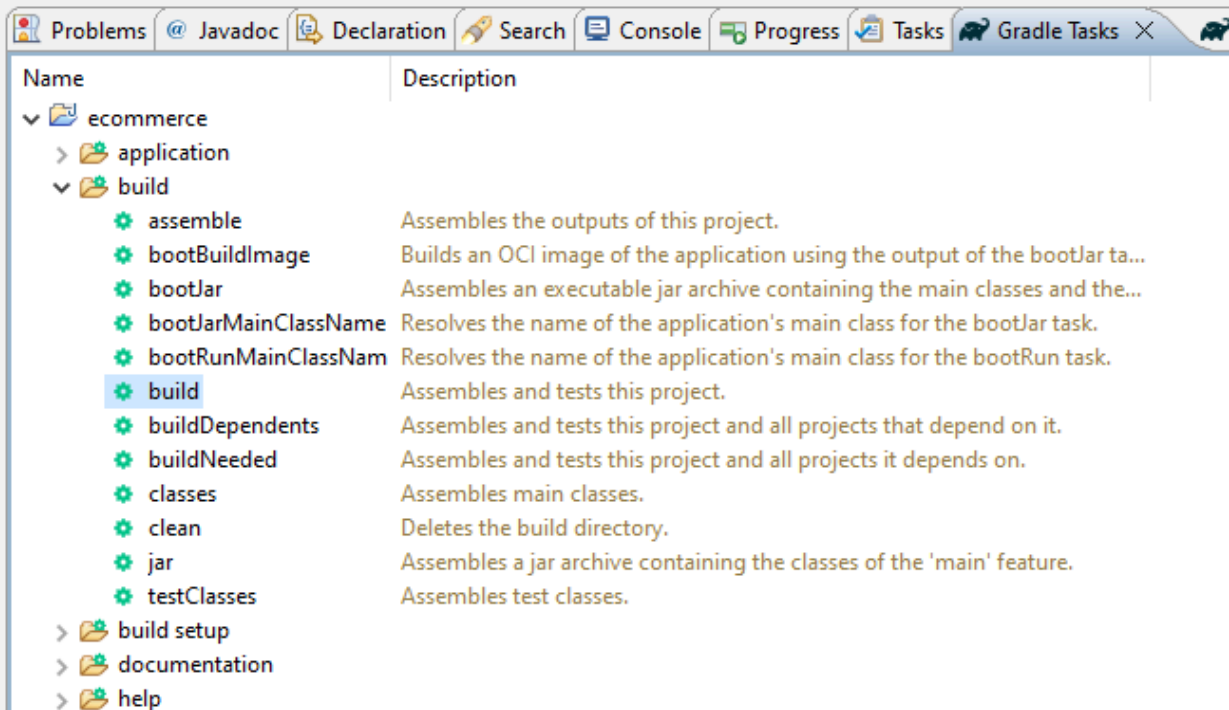 Problems @ Javadoc Declaration Search Console Progress Tasks Gradle Tasks
Name Description
ecommerce
application
build
assemble Assembles the outputs of this project.
bootBuildImage Builds an OCI image of the application using the output of the bootJar ta...
bootJar Assembles an executable jar archive containing the main classes and the...
bootJarMainClassName Resolves the name of the application's main class for the bootJar task.
bootRunMainClassNam Resolves the name of the application's main class for the bootRun task.
build Assembles and tests this project.
buildDependents Assembles and tests this project and all projects that depend on it.
buildNeeded Assembles and tests this project and all projects it depends on.
classes Assembles main classes.
clean Deletes the build directory.
jar Assembles a jar archive containing the classes of the 'main' feature.
testClasses Assembles test classes.
build setup
documentation
help